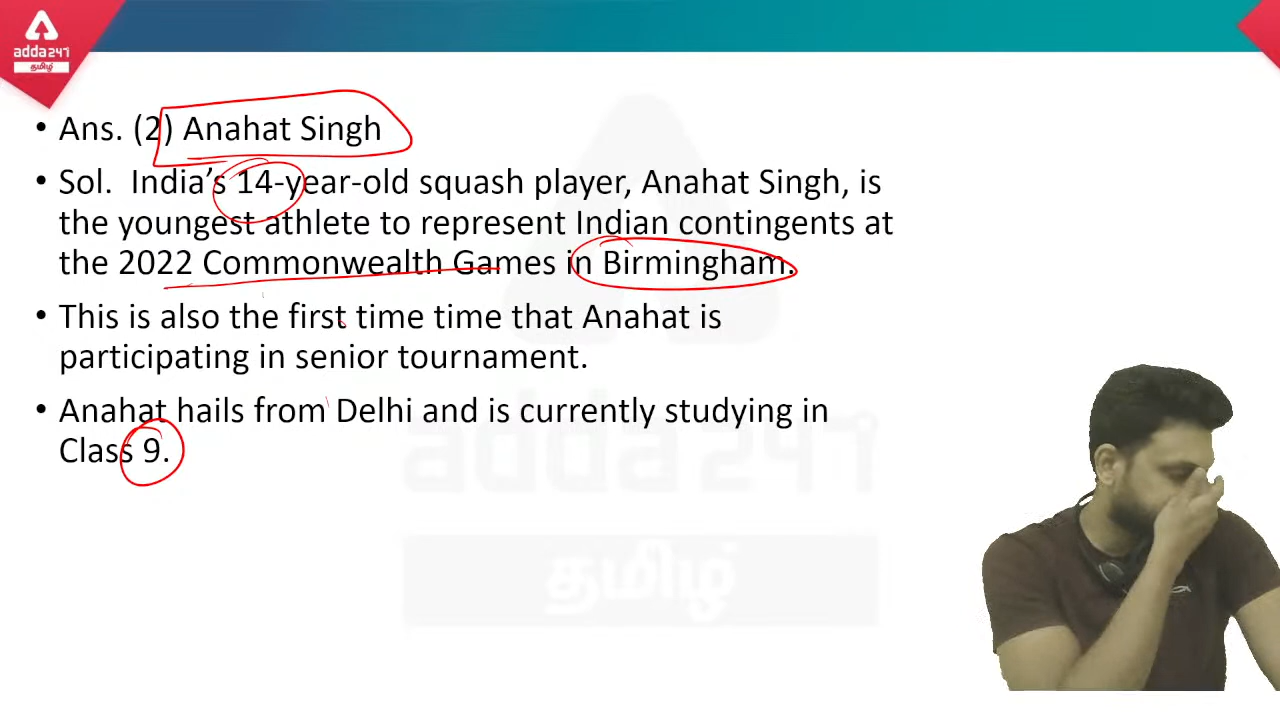 adda247
தமிழ்
• Ans. (2) Anahat Singh
• Sol. India's 14-year-old squash player, Anahat Singh, is
the youngest athlete to represent Indian contingents at
the 2022 Commonwealth Games in Birmingham.
• This is also the first time time that Anahat is
participating in senior tournament.
• Anahat hails from Delhi and is currently studying in
Class 9.
adda247
தமிழ்